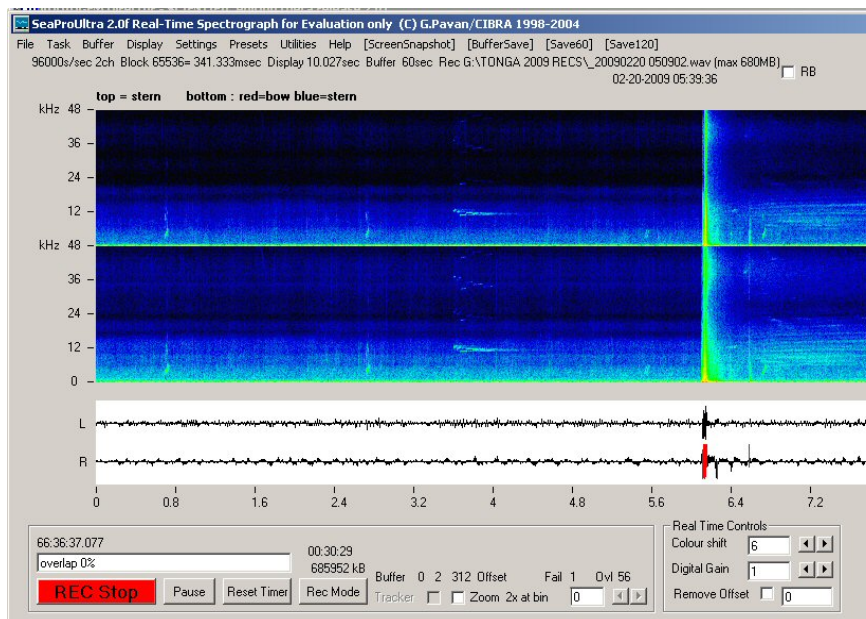 SeaProUltra 2.0f Real-Time Spectrograph for Evaluation only (C) G.Pavan/CIBRA 1998-2004
File Task Buffer Display Settings Presets Utilities Help [ScreenSnapshot] [BufferSave] [Save60] [Save120]
96000s/sec 2ch Block 65536= 341.333msec Display 10.027sec Buffer 60sec Rec G:\TONGA 2009 RECS\_20090220 050902.wav (max 680MB)
02-20-2009 05:39:36
RB
top = stern bottom : red=bow blue=stern
kHz 48
36
24
12
kHz 48
36
24
12
0
L
R
0 0.8 1.6 2.4 3.2 4 4.8 5.6 6.4 7.2
66:36:37.077
overlap 0%
00:30:29
685952 kB
REC Stop Pause Reset Timer Rec Mode
Buffer 0 2 312 Offset Fail 1 Ovl 56
Tracker Zoom 2x at bin 0
Real Time Controls
Colour shift 6
Digital Gain 1
Remove Offset 0